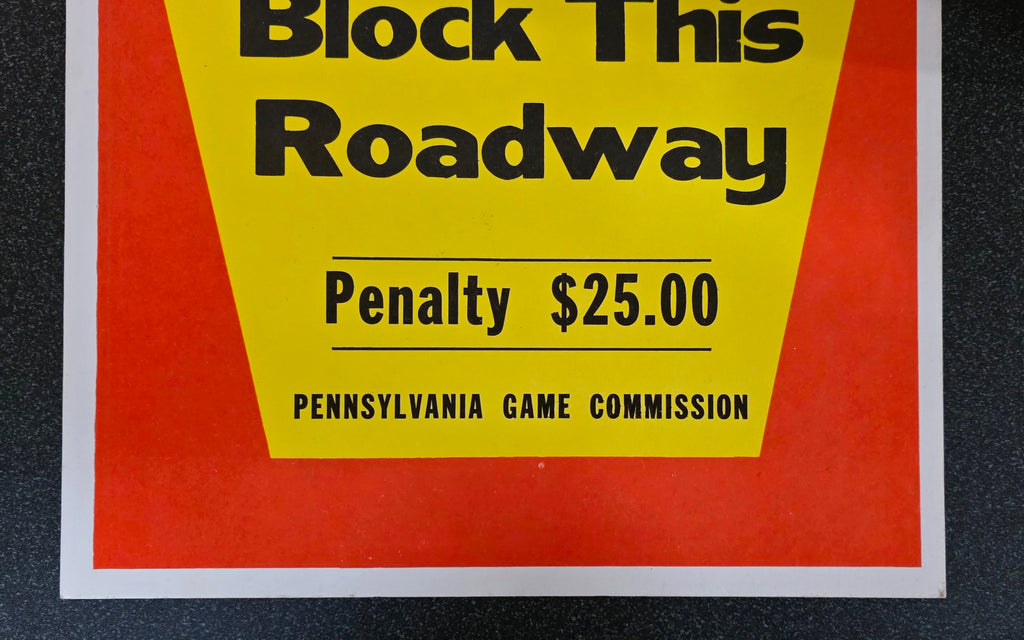 Block This
Roadway
Penalty $25.00
PENNSYLVANIA GAME COMMISSION